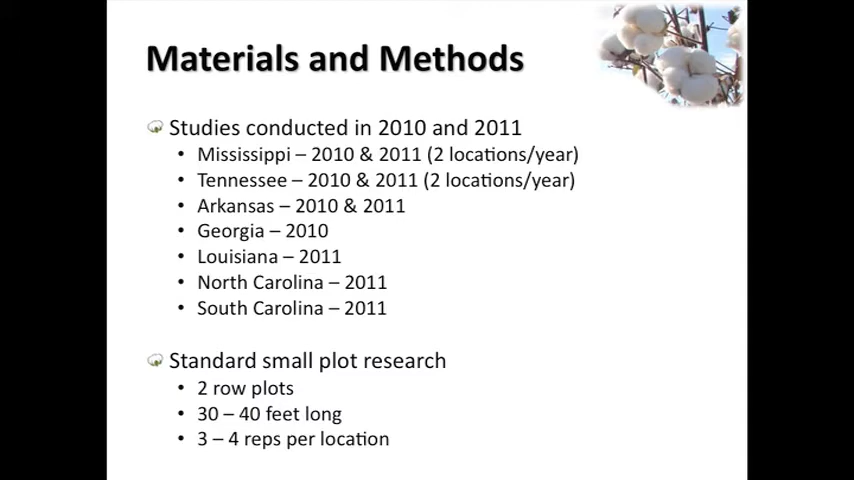 Materials and Methods
Studies conducted in 2010 and 2011
• Mississippi – 2010 & 2011 (2 locations/year)
• Tennessee – 2010 & 2011 (2 locations/year)
• Arkansas – 2010 & 2011
• Georgia – 2010
• Louisiana – 2011
• North Carolina – 2011
• South Carolina – 2011
Standard small plot research
• 2 row plots
• 30 – 40 feet long
• 3 – 4 reps per location